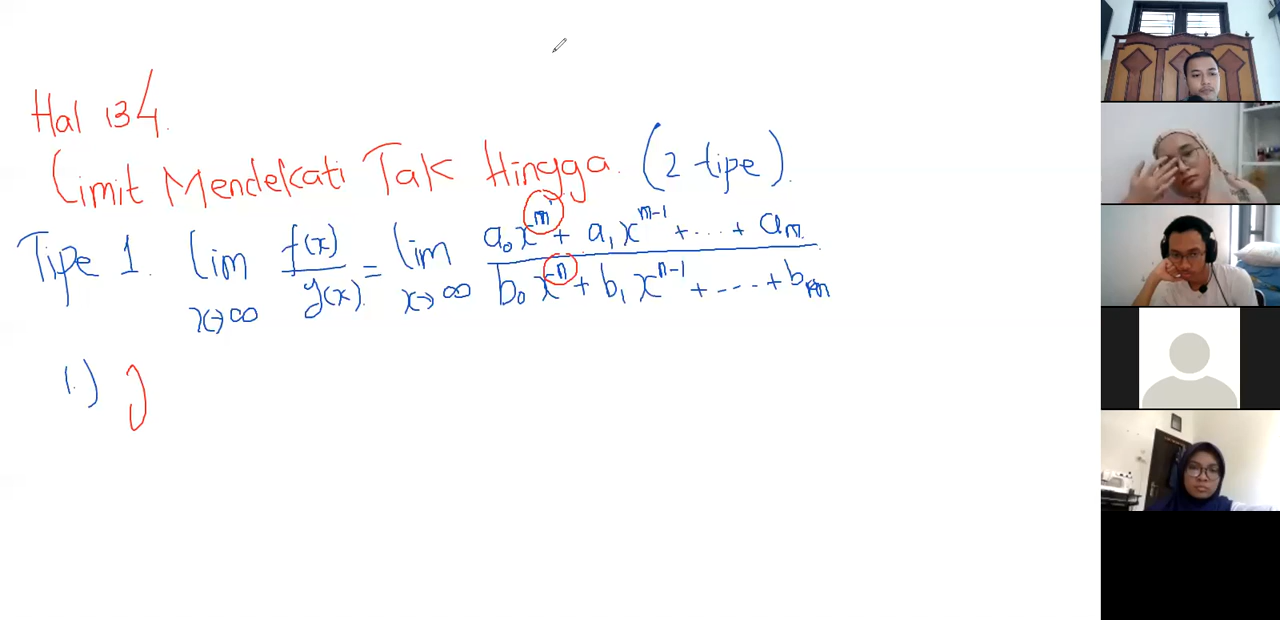 Hal 134.
Limit Mendekati Tak Hingga. (2 tipe).
Tipe 1. lim x→∞ f(x)/g(x) = lim x→∞ (a₀xᵐ + a₁xᵐ⁻¹ + ... + aₘ)/(b₀xⁿ + b₁xⁿ⁻¹ + ---- + bₙ)
1.) J